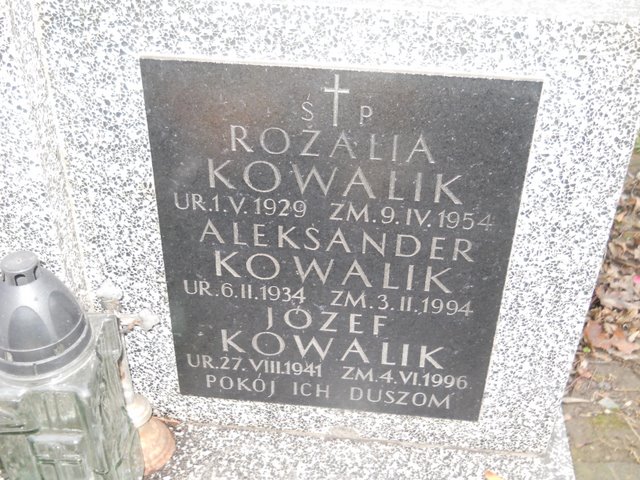 Ś P
ROZALIA
KOWALIK
UR.1.V.1929 ZM.9.IV.1954
ALEKSANDER
KOWALIK
UR.6.II.1934 ZM.3.II.1994
JÓZEF
KOWALIK
UR.27.VIII.1941 ZM.4.VI.1996
POKÓJ ICH DUSZOM